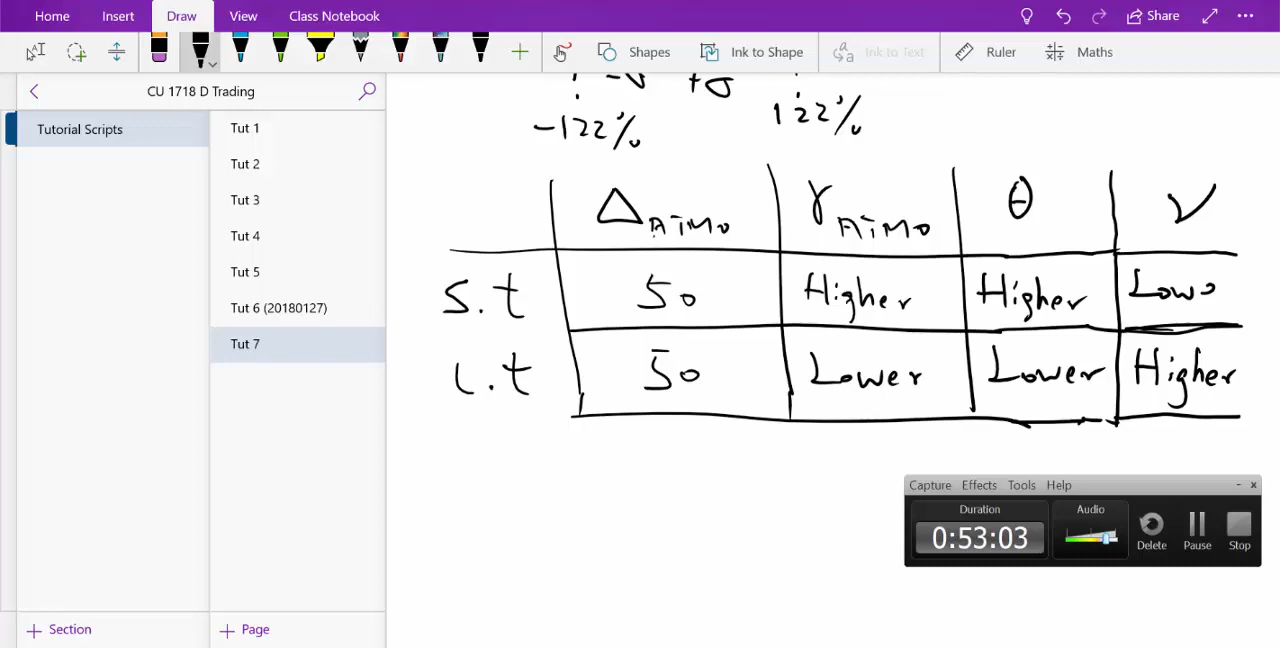 Home Insert Draw View Class Notebook Share
Shapes Ink to Shape Ink to Text Ruler Maths
CU 1718 D Trading
Tutorial Scripts
Tut 1
Tut 2
Tut 3
Tut 4
Tut 5
Tut 6 (20180127)
Tut 7
Section Page
-σ +σ
-122% 122%
Δ ATMO γ ATMO θ ν
S.t 50 Higher Higher Lowe
L.t 50 Lower Lower Higher
Capture Effects Tools Help
Duration Audio
0:53:03
Delete Pause Stop